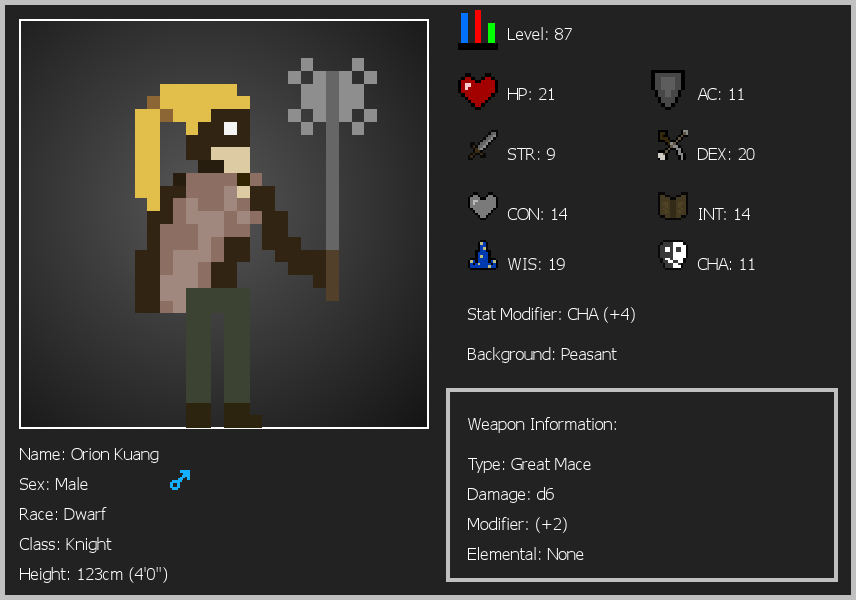 Level: 87
HP: 21
AC: 11
STR: 9
DEX: 20
CON: 14
INT: 14
WIS: 19
CHA: 11
Stat Modifier: CHA (+4)
Background: Peasant
Weapon Information:
Type: Great Mace
Damage: d6
Modifier: (+2)
Elemental: None
Name: Orion Kuang
Sex: Male
Race: Dwarf
Class: Knight
Height: 123cm (4'0")